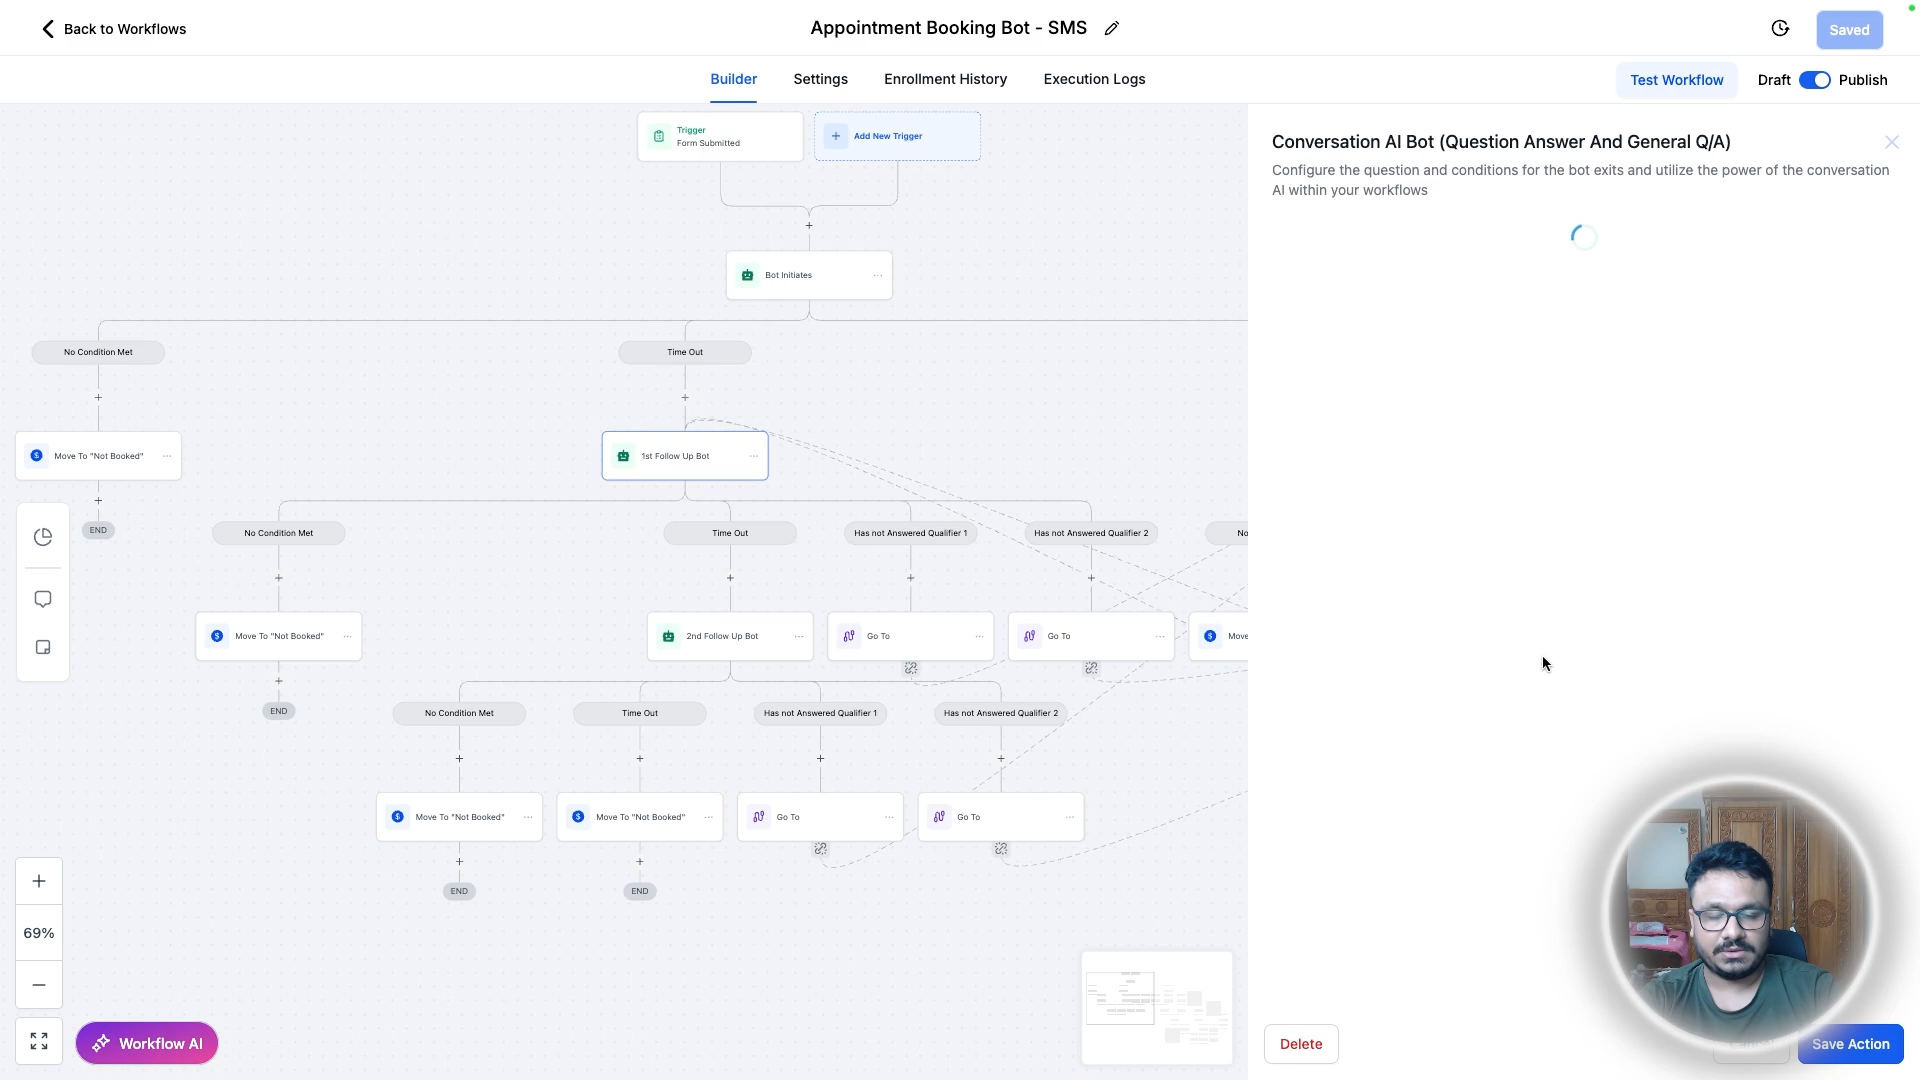 Back to Workflows
Appointment Booking Bot - SMS
Saved
Builder
Settings
Enrollment History
Execution Logs
Test Workflow
Draft
Publish
Trigger
Form Submitted
Add New Trigger
Conversation AI Bot (Question Answer And General Q/A)
Configure the question and conditions for the bot exits and utilize the power of the conversation
AI within your workflows
Bot Initiates
No Condition Met
Time Out
Move To "Not Booked"
1st Follow Up Bot
END
No Condition Met
Time Out
Has not Answered Qualifier 1
Has not Answered Qualifier 2
No
Move To "Not Booked"
2nd Follow Up Bot
Go To
Go To
Move
END
No Condition Met
Time Out
Has not Answered Qualifier 1
Has not Answered Qualifier 2
Move To "Not Booked"
Move To "Not Booked"
Go To
Go To
END
END
69%
Workflow AI
Delete
Save Action